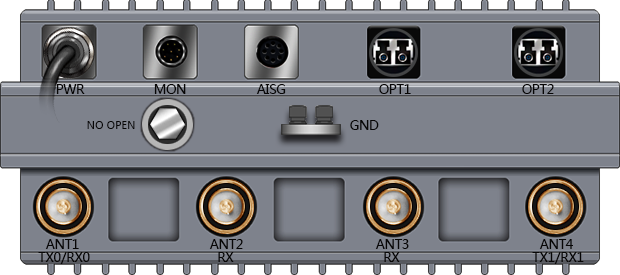 PWR MON AISG OPT1 OPT2
NO OPEN GND
ANT1 ANT2 ANT3 ANT4
TX0/RX0 RX RX TX1/RX1